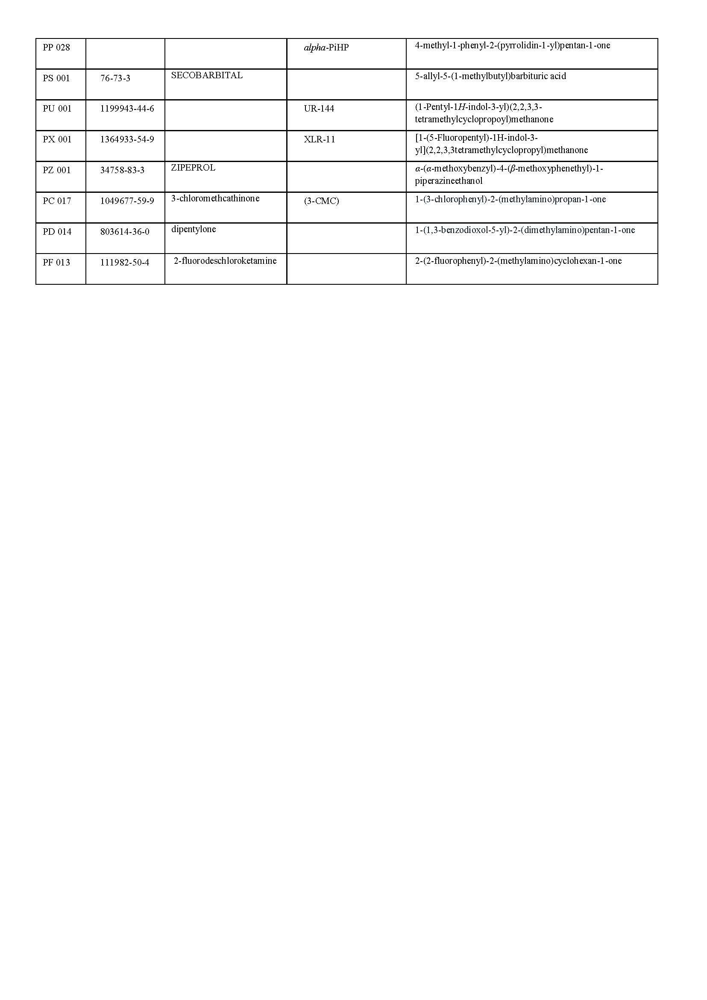 PP 028 alpha-PiHP 4-methyl-1-phenyl-2-(pyrrolidin-1-yl)pentan-1-one
PS 001 76-73-3 SECOBARBITAL 5-allyl-5-(1-methylbutyl)barbituric acid
PU 001 1199943-44-6 UR-144 (1-Pentyl-1H-indol-3-yl)(2,2,3,3-
tetramethylcyclopropoyl)methanone
PX 001 1364933-54-9 XLR-11 [1-(5-Fluoropentyl)-1H-indol-3-
yl](2,2,3,3tetramethylcyclopropyl)methanone
PZ 001 34758-83-3 ZIPEPROL α-(α-methoxybenzyl)-4-(β-methoxyphenethyl)-1-
piperazineethanol
PC 017 1049677-59-9 3-chloromethcathinone (3-CMC) 1-(3-chlorophenyl)-2-(methylamino)propan-1-one
PD 014 803614-36-0 dipentylone 1-(1,3-benzodioxol-5-yl)-2-(dimethylamino)pentan-1-one
PF 013 111982-50-4 2-fluorodeschloroketamine 2-(2-fluorophenyl)-2-(methylamino)cyclohexan-1-one